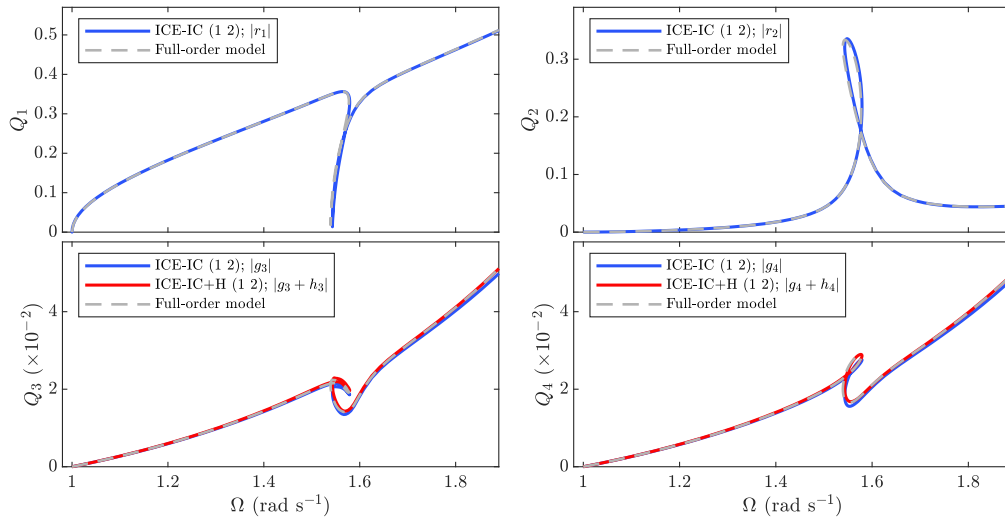 ICE-IC (1 2); |r₁|
Full-order model
0.5
0.4
0.3
0.2
0.1
0
Q₁
ICE-IC (1 2); |r₂|
Full-order model
0.3
0.2
0.1
0
Q₂
ICE-IC (1 2); |g₃|
ICE-IC+H (1 2); |g₃ + h₃|
Full-order model
4
2
0
Q₃ (×10⁻²)
1
1.2
1.4
1.6
1.8
Ω (rad s⁻¹)
ICE-IC (1 2); |g₄|
ICE-IC+H (1 2); |g₄ + h₄|
Full-order model
4
2
0
Q₄ (×10⁻²)
1
1.2
1.4
1.6
1.8
Ω (rad s⁻¹)